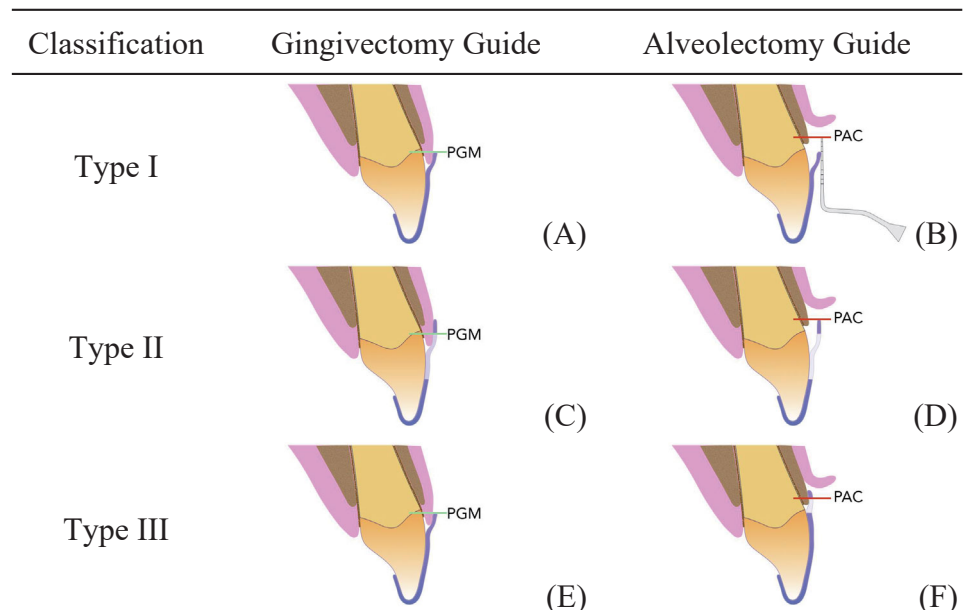 Classification Gingivectomy Guide Alveolectomy Guide
Type I PGM (A) PAC (B)
Type II PGM (C) PAC (D)
Type III PGM (E) PAC (F)